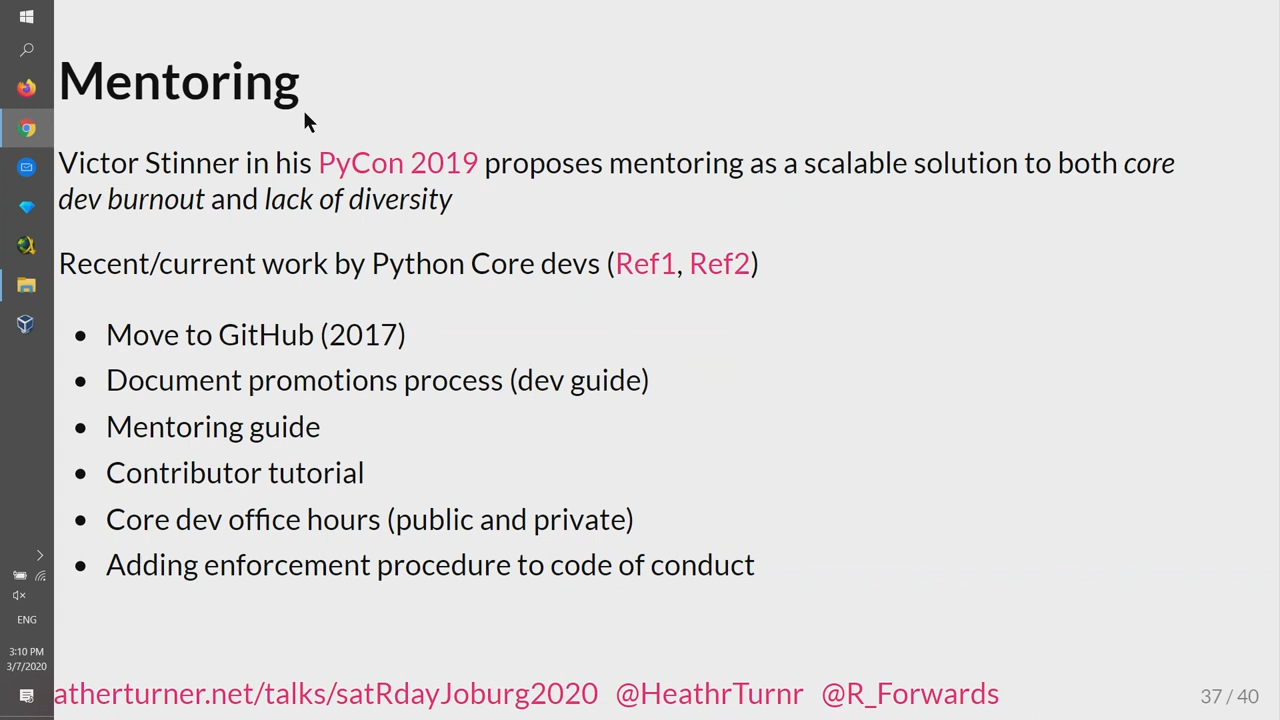 Mentoring
Victor Stinner in his PyCon 2019 proposes mentoring as a scalable solution to both core
dev burnout and lack of diversity
Recent/current work by Python Core devs (Ref1, Ref2)
• Move to GitHub (2017)
• Document promotions process (dev guide)
• Mentoring guide
• Contributor tutorial
• Core dev office hours (public and private)
• Adding enforcement procedure to code of conduct
ENG
3:10 PM
3/7/2020
atherturner.net/talks/satRdayJoburg2020 @HeathrTurnr @R_Forwards
37 / 40